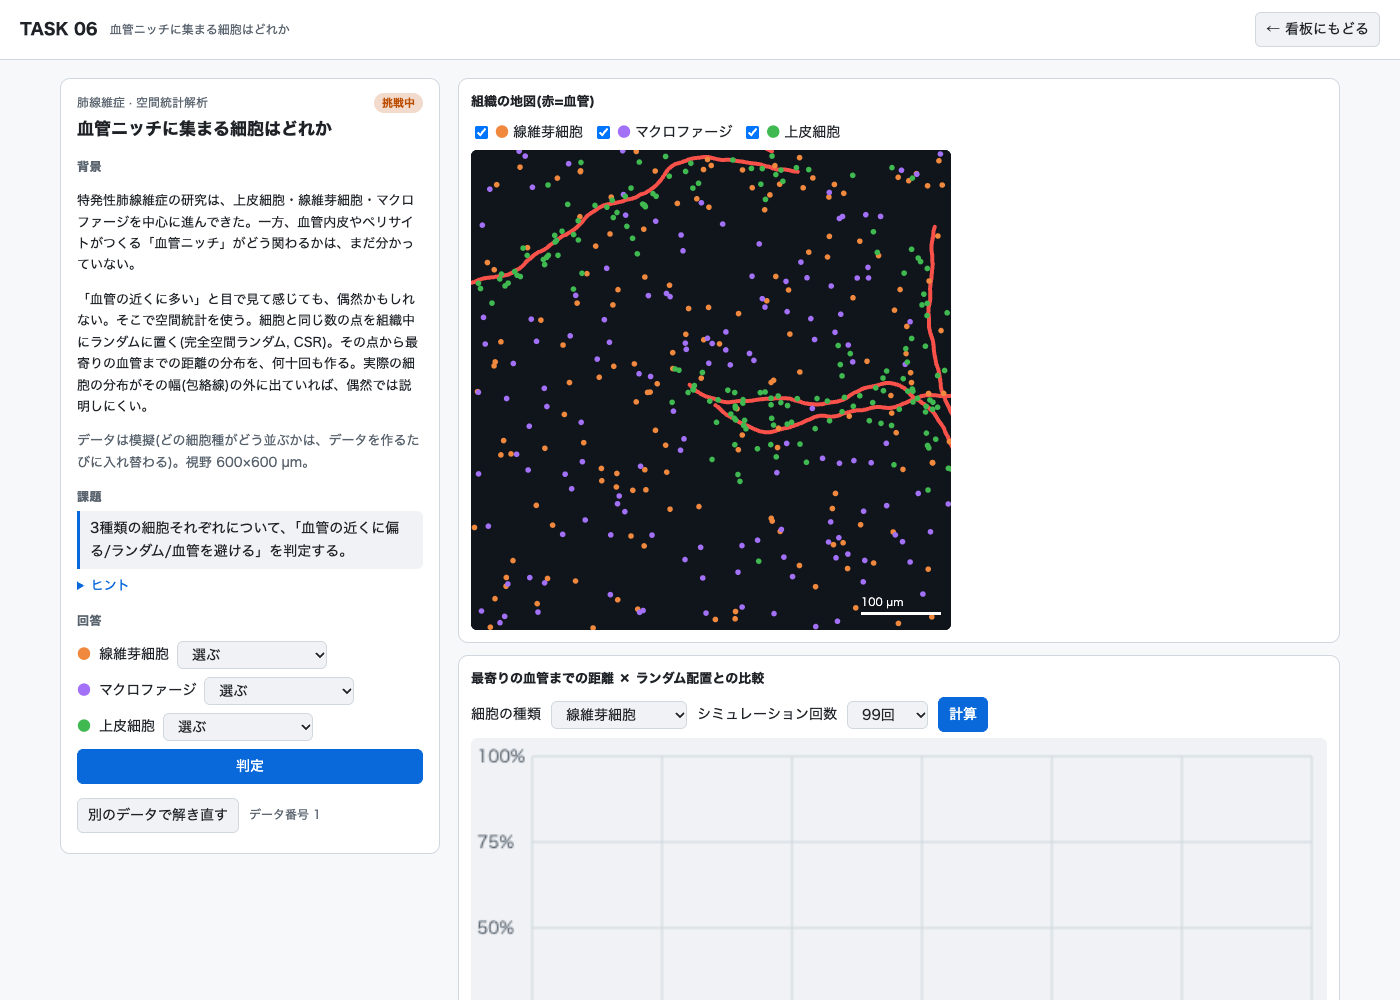 TASK 06 血管ニッチに集まる細胞はどれか
← 看板にもどる
肺線維症 · 空間統計解析
挑戦中
血管ニッチに集まる細胞はどれか
背景
特発性肺線維症の研究は、上皮細胞・線維芽細胞・マクロ
ファージを中心に進んできた。一方、血管内皮やペリサイ
トがつくる「血管ニッチ」がどう関わるかは、まだ分かっ
ていない。
「血管の近くに多い」と目で見て感じても、偶然かもしれ
ない。そこで空間統計を使う。細胞と同じ数の点を組織中
にランダムに置く(完全空間ランダム, CSR)。その点から最
寄りの血管までの距離の分布を、何十回も作る。実際の細
胞の分布がその幅(包絡線)の外に出ていれば、偶然では説
明しにくい。
データは模擬(どの細胞種がどう並ぶかは、データを作るた
びに入れ替わる)。視野 600×600 µm。
課題
3種類の細胞それぞれについて、「血管の近くに偏
る/ランダム/血管を避ける」を判定する。
▶ ヒント
回答
線維芽細胞 選ぶ
マクロファージ 選ぶ
上皮細胞 選ぶ
判定
別のデータで解き直す データ番号 1
組織の地図(赤=血管)
線維芽細胞 マクロファージ 上皮細胞
100 µm
最寄りの血管までの距離 × ランダム配置との比較
細胞の種類 線維芽細胞 シミュレーション回数 99回 計算
100%
75%
50%